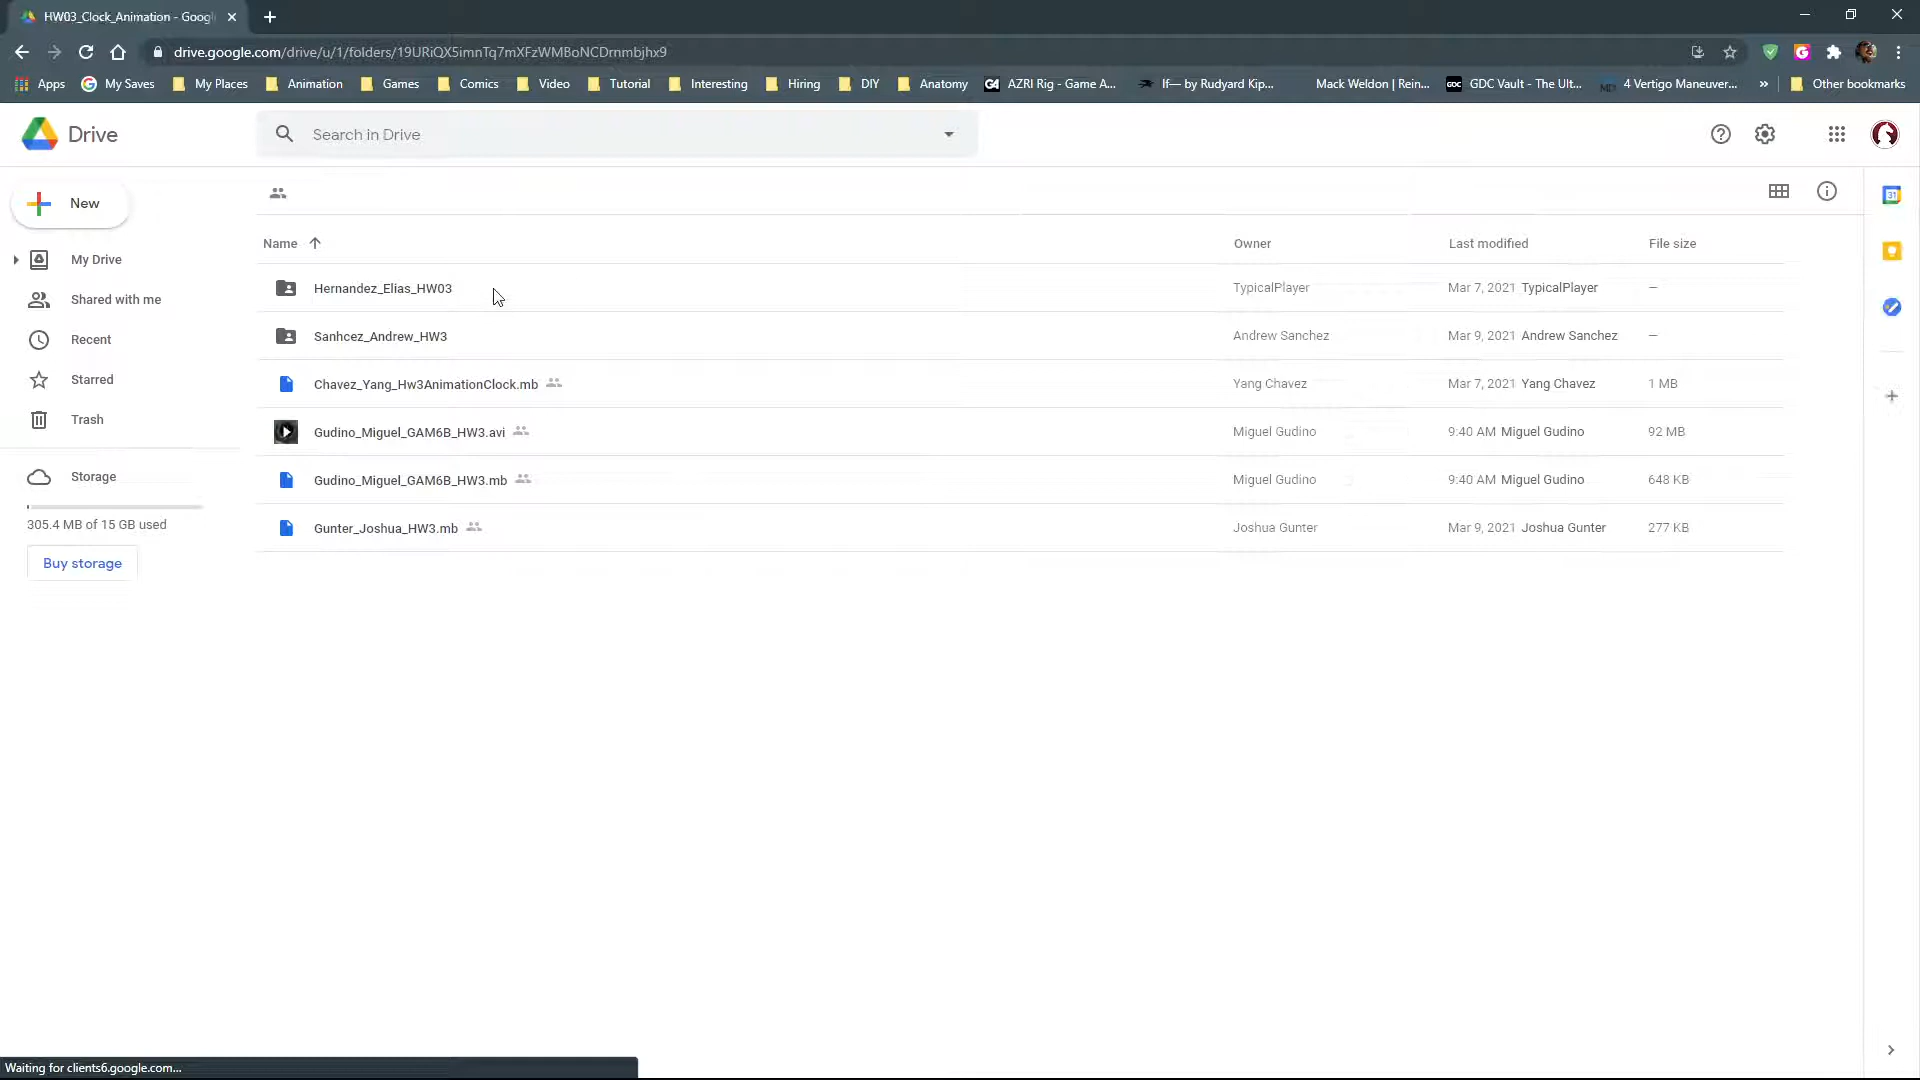 HW03_Clock_Animation - Googl
drive.google.com/drive/u/1/folders/19URiQX5imnTq7mXFzWMBoNCDrnmbjhx9
Apps My Saves My Places Animation Games Comics Video Tutorial Interesting Hiring DIY Anatomy AZRI Rig - Game A... If— by Rudyard Kip... Mack Weldon | Rein... GDC Vault - The Ult... 4 Vertigo Maneuver... » Other bookmarks
Drive Search in Drive
New
My Drive
Shared with me
Recent
Starred
Trash
Storage
305.4 MB of 15 GB used
Buy storage
Name Owner Last modified File size
Hernandez_Elias_HW03 TypicalPlayer Mar 7, 2021 TypicalPlayer —
Sanhcez_Andrew_HW3 Andrew Sanchez Mar 9, 2021 Andrew Sanchez —
Chavez_Yang_Hw3AnimationClock.mb Yang Chavez Mar 7, 2021 Yang Chavez 1 MB
Gudino_Miguel_GAM6B_HW3.avi Miguel Gudino 9:40 AM Miguel Gudino 92 MB
Gudino_Miguel_GAM6B_HW3.mb Miguel Gudino 9:40 AM Miguel Gudino 648 KB
Gunter_Joshua_HW3.mb Joshua Gunter Mar 9, 2021 Joshua Gunter 277 KB
31
Waiting for clients6.google.com...